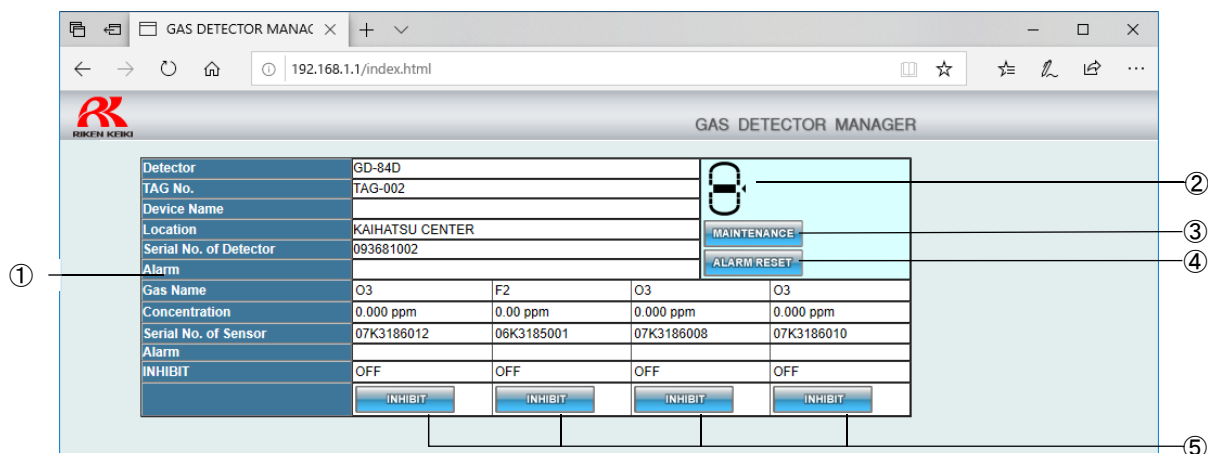 GAS DETECTOR MANAC
192.168.1.1/index.html
RIKEN KEIKI
GAS DETECTOR MANAGER
Detector GD-84D
②
TAG No. TAG-002
Device Name
Location KAIHATSU CENTER
MAINTENANCE ③
Serial No. of Detector 093681002
ALARM RESET ④
① Alarm
Gas Name O3 F2 O3 O3
Concentration 0.000 ppm 0.00 ppm 0.000 ppm 0.000 ppm
Serial No. of Sensor 07K3186012 06K3185001 07K3186008 07K3186010
Alarm
INHIBIT OFF OFF OFF OFF
INHIBIT INHIBIT INHIBIT INHIBIT
⑤